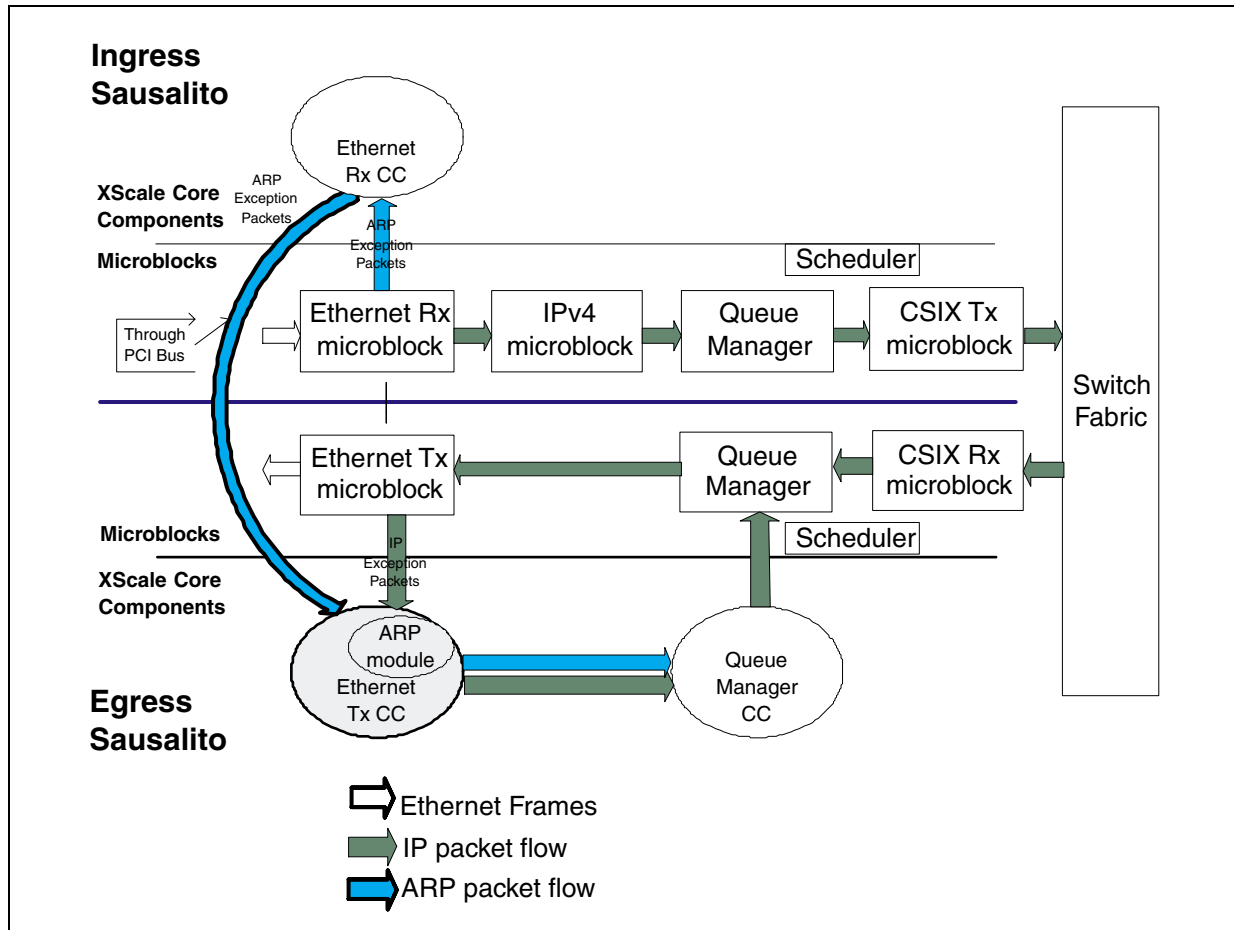 Ingress
Sausalito
Ethernet
Rx CC
ARP
Exception
Packets
XScale Core
Components
ARP
Exception
Packets
Microblocks
Scheduler
Through
PCI Bus
Ethernet Rx
microblock
IPv4
microblock
Queue
Manager
CSIX Tx
microblock
Switch
Fabric
Ethernet Tx
microblock
Queue
Manager
CSIX Rx
microblock
Microblocks
IP
Exception
Packets
Scheduler
XScale Core
Components
ARP
module
Ethernet
Tx CC
Queue
Manager
CC
Egress
Sausalito
Ethernet Frames
IP packet flow
ARP packet flow